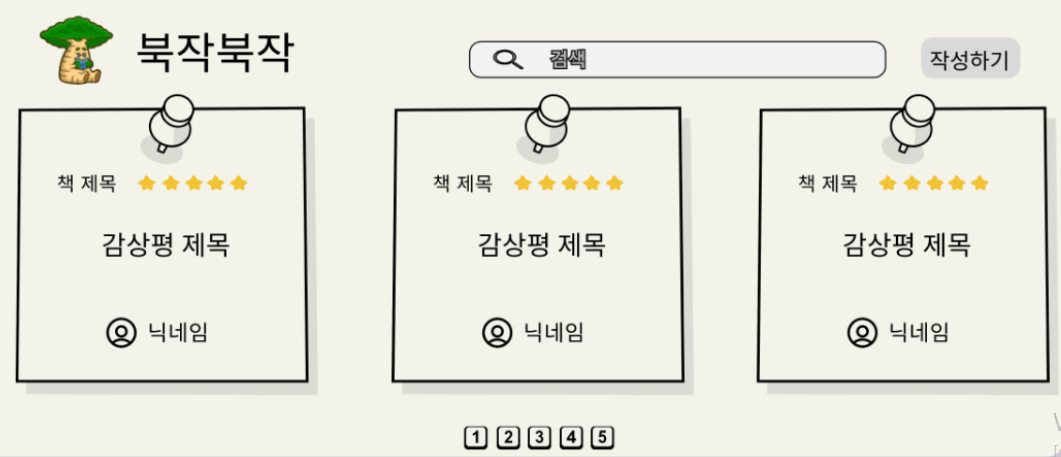 북작북작
검색
작성하기
책 제목
감상평 제목
닉네임
책 제목
감상평 제목
닉네임
책 제목
감상평 제목
닉네임
1 2 3 4 5